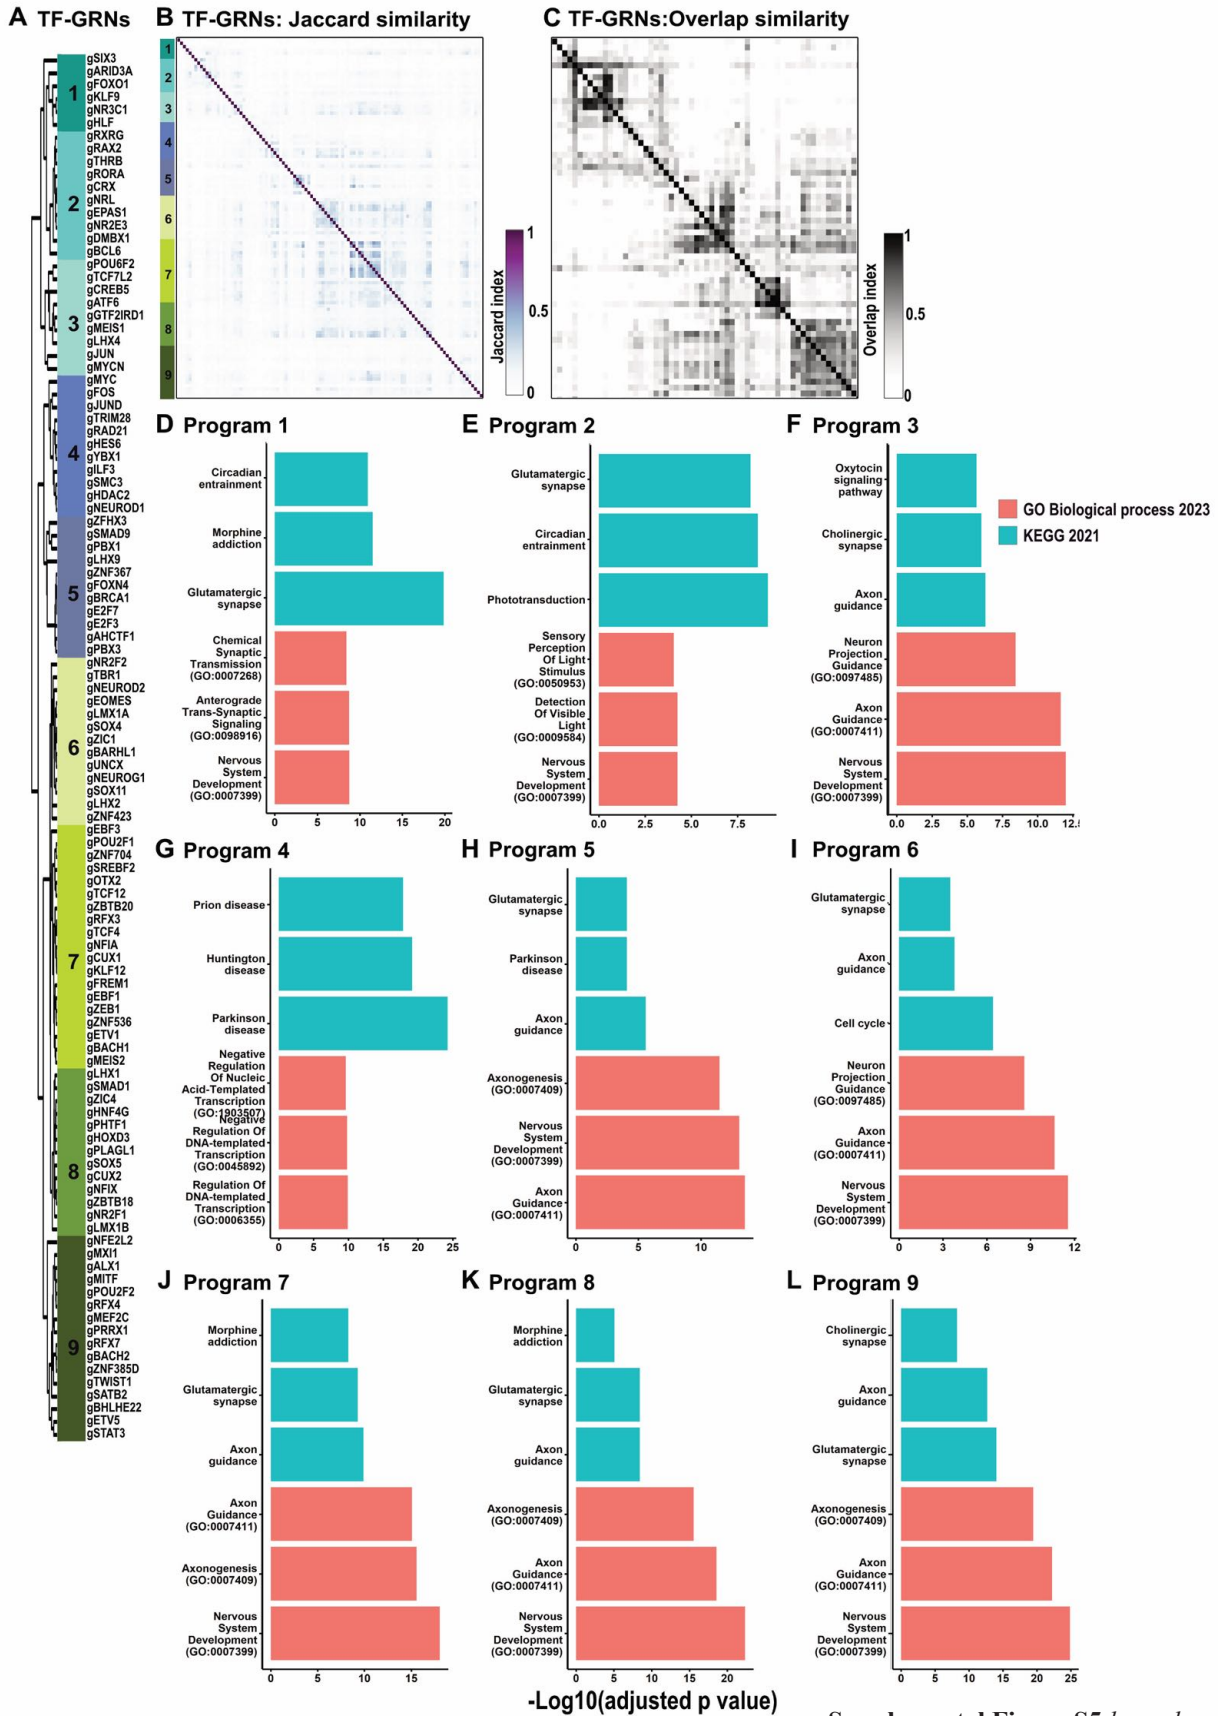 A TF-GRNs
gSIX3
gARID3A
gFOXO1
gKLF9
gNR3C1
gHLF
gRXRG
gRAX2
gTHRB
gRORA
gCRX
gNRL
gEPAS1
gNR2E3
gDMBX1
gBCL6
gPOU6F2
gTCF7L2
gCREB5
gATF6
gGTF2IRD1
gMEIS1
gLHX4
gJUN
gMYCN
gMYC
gFOS
gJUND
gTRIM28
gRAD21
gHES6
gYBX1
gILF3
gSMC3
gHDAC2
gNEUROD1
gZFHX3
gSMAD9
gPBX1
gLHX9
gZNF367
gFOXN4
gBRCA1
gE2F7
gE2F3
gAHCTF1
gPBX3
gNR2F2
gTBR1
gNEUROD2
gEOMES
gLMX1A
gSOX4
gZIC1
gBARHL1
gUNCX
gNEUROG1
gSOX11
gLHX2
gZNF423
gEBF3
gPOU2F1
gZNF704
gSREBF2
gOTX2
gTCF12
gZBTB20
gRFX3
gTCF4
gNFIA
gCUX1
gKLF12
gFREM1
gEBF1
gZEB1
gZNF536
gETV1
gBACH1
gMEIS2
gLHX1
gSMAD1
gZIC4
gHNF4G
gPHTF1
gHOXD3
gPLAGL1
gSOX5
gCUX2
gNFIX
gZBTB18
gNR2F1
gLMX1B
gNFE2L2
gMXI1
gALX1
gMITF
gPOU2F2
gRFX4
gMEF2C
gPRRX1
gRFX7
gBACH2
gZNF385D
gTWIST1
gSATB2
gBHLHE22
gETV5
gSTAT3
1
2
3
4
5
6
7
8
9
B TF-GRNs: Jaccard similarity
1
2
3
4
5
6
7
8
9
Jaccard index
1
0.5
0
C TF-GRNs:Overlap similarity
Overlap index
1
0.5
0
D Program 1
Circadian
entrainment
Morphine
addiction
Glutamatergic
synapse
Chemical
Synaptic
Transmission
(GO:0007268)
Anterograde
Trans-Synaptic
Signaling
(GO:0098916)
Nervous
System
Development
(GO:0007399)
0 5 10 15 20
E Program 2
Glutamatergic
synapse
Circadian
entrainment
Phototransduction
Sensory
Perception
Of Light
Stimulus
(GO:0050953)
Detection
Of Visible
Light
(GO:0009584)
Nervous
System
Development
(GO:0007399)
0.0 2.5 5.0 7.5
F Program 3
Oxytocin
signaling
pathway
Cholinergic
synapse
Axon
guidance
Neuron
Projection
Guidance
(GO:0097485)
Axon
Guidance
(GO:0007411)
Nervous
System
Development
(GO:0007399)
0.0 2.5 5.0 7.5 10.0 12.
GO Biological process 2023
KEGG 2021
G Program 4
Prion disease
Huntington
disease
Parkinson
disease
Negative
Regulation
Of Nucleic
Acid-Templated
Transcription
(GO:1903507)
Negative
Regulation Of
DNA-templated
Transcription
(GO:0045892)
Regulation Of
DNA-templated
Transcription
(GO:0006355)
0 5 10 15 20 25
H Program 5
Glutamatergic
synapse
Parkinson
disease
Axon
guidance
Axonogenesis
(GO:0007409)
Nervous
System
Development
(GO:0007399)
Axon
Guidance
(GO:0007411)
0 5 10
I Program 6
Glutamatergic
synapse
Axon
guidance
Cell cycle
Neuron
Projection
Guidance
(GO:0097485)
Axon
Guidance
(GO:0007411)
Nervous
System
Development
(GO:0007399)
0 3 6 9 12
J Program 7
Morphine
addiction
Glutamatergic
synapse
Axon
guidance
Axon
Guidance
(GO:0007411)
Axonogenesis
(GO:0007409)
Nervous
System
Development
(GO:0007399)
0 5 10 15
K Program 8
Morphine
addiction
Glutamatergic
synapse
Axon
guidance
Axonogenesis
(GO:0007409)
Axon
Guidance
(GO:0007411)
Nervous
System
Development
(GO:0007399)
0 5 10 15 20
L Program 9
Cholinergic
synapse
Axon
guidance
Glutamatergic
synapse
Axonogenesis
(GO:0007409)
Axon
Guidance
(GO:0007411)
Nervous
System
Development
(GO:0007399)
0 5 10 15 20 25
-Log10(adjusted p value)